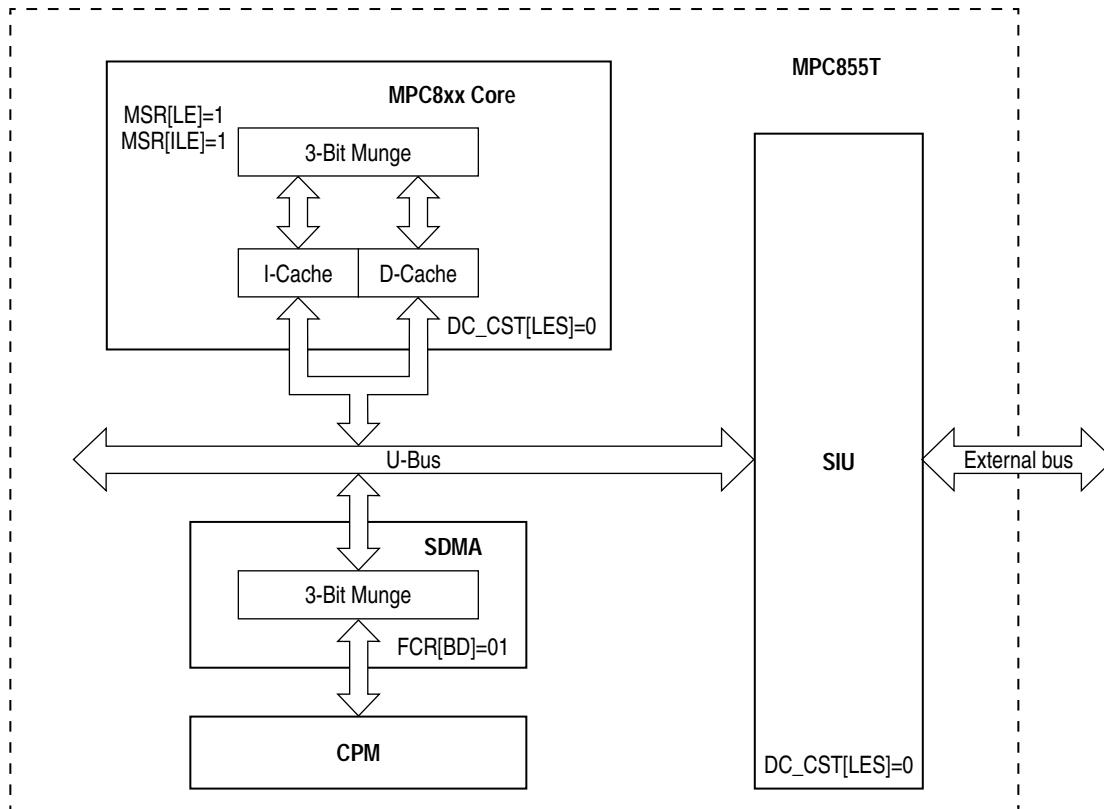 MPC855T
MPC8xx Core
MSR[LE]=1
MSR[ILE]=1
3-Bit Munge
I-Cache
D-Cache
DC_CST[LES]=0
U-Bus
SIU
External bus
SDMA
3-Bit Munge
FCR[BD]=01
CPM
DC_CST[LES]=0